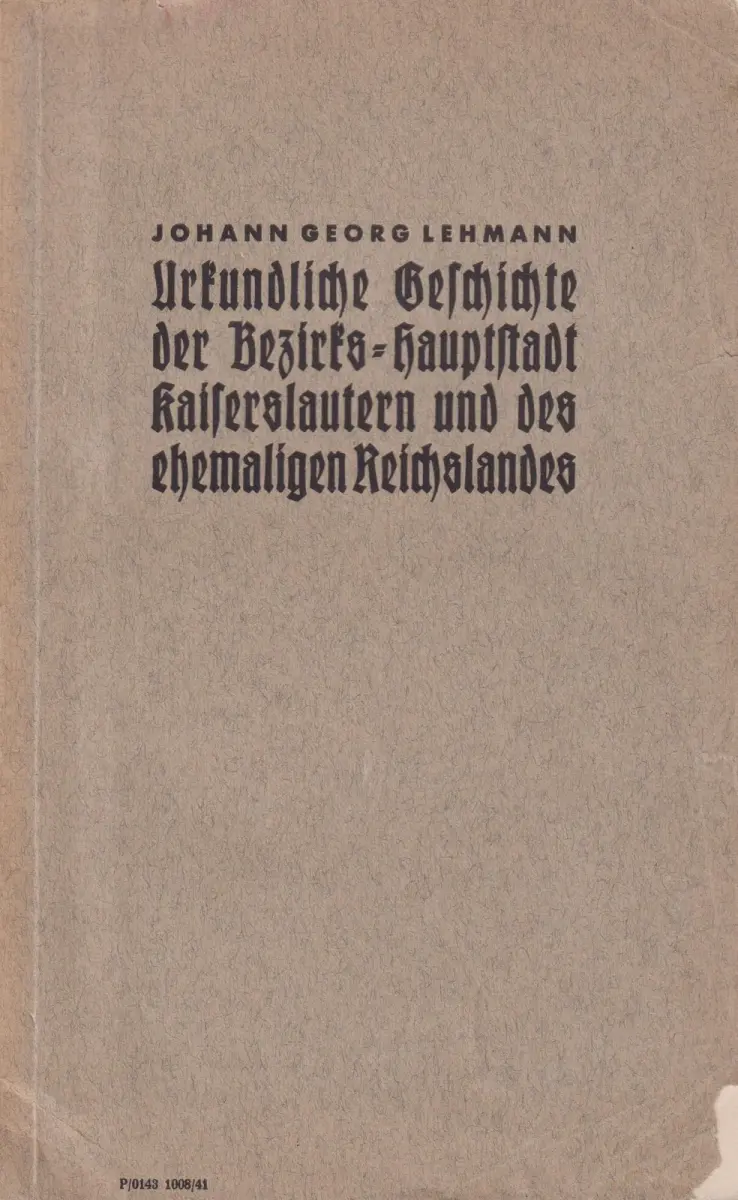 JOHANN GEORG LEHMANN
Urkundliche Geſchichte
der Bezirks-Hauptſtadt
Kaiſerslautern und des
ehemaligen Reichslandes
P/0143 1008/41